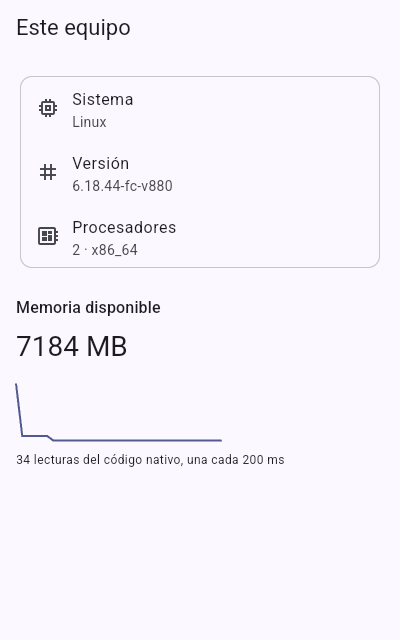 Este equipo
Sistema
Linux
Versión
6.18.44-fc-v880
Procesadores
2 · x86_64
Memoria disponible
7184 MB
34 lecturas del código nativo, una cada 200 ms